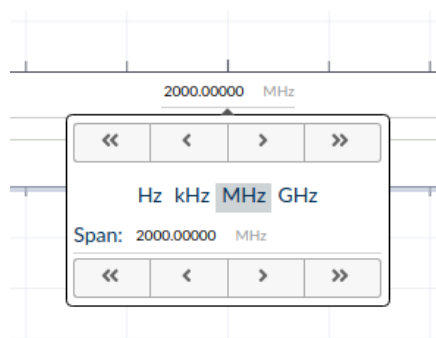 2000.00000 MHz
« ‹ › »
Hz kHz MHz GHz
Span: 2000.00000 MHz
« ‹ › »